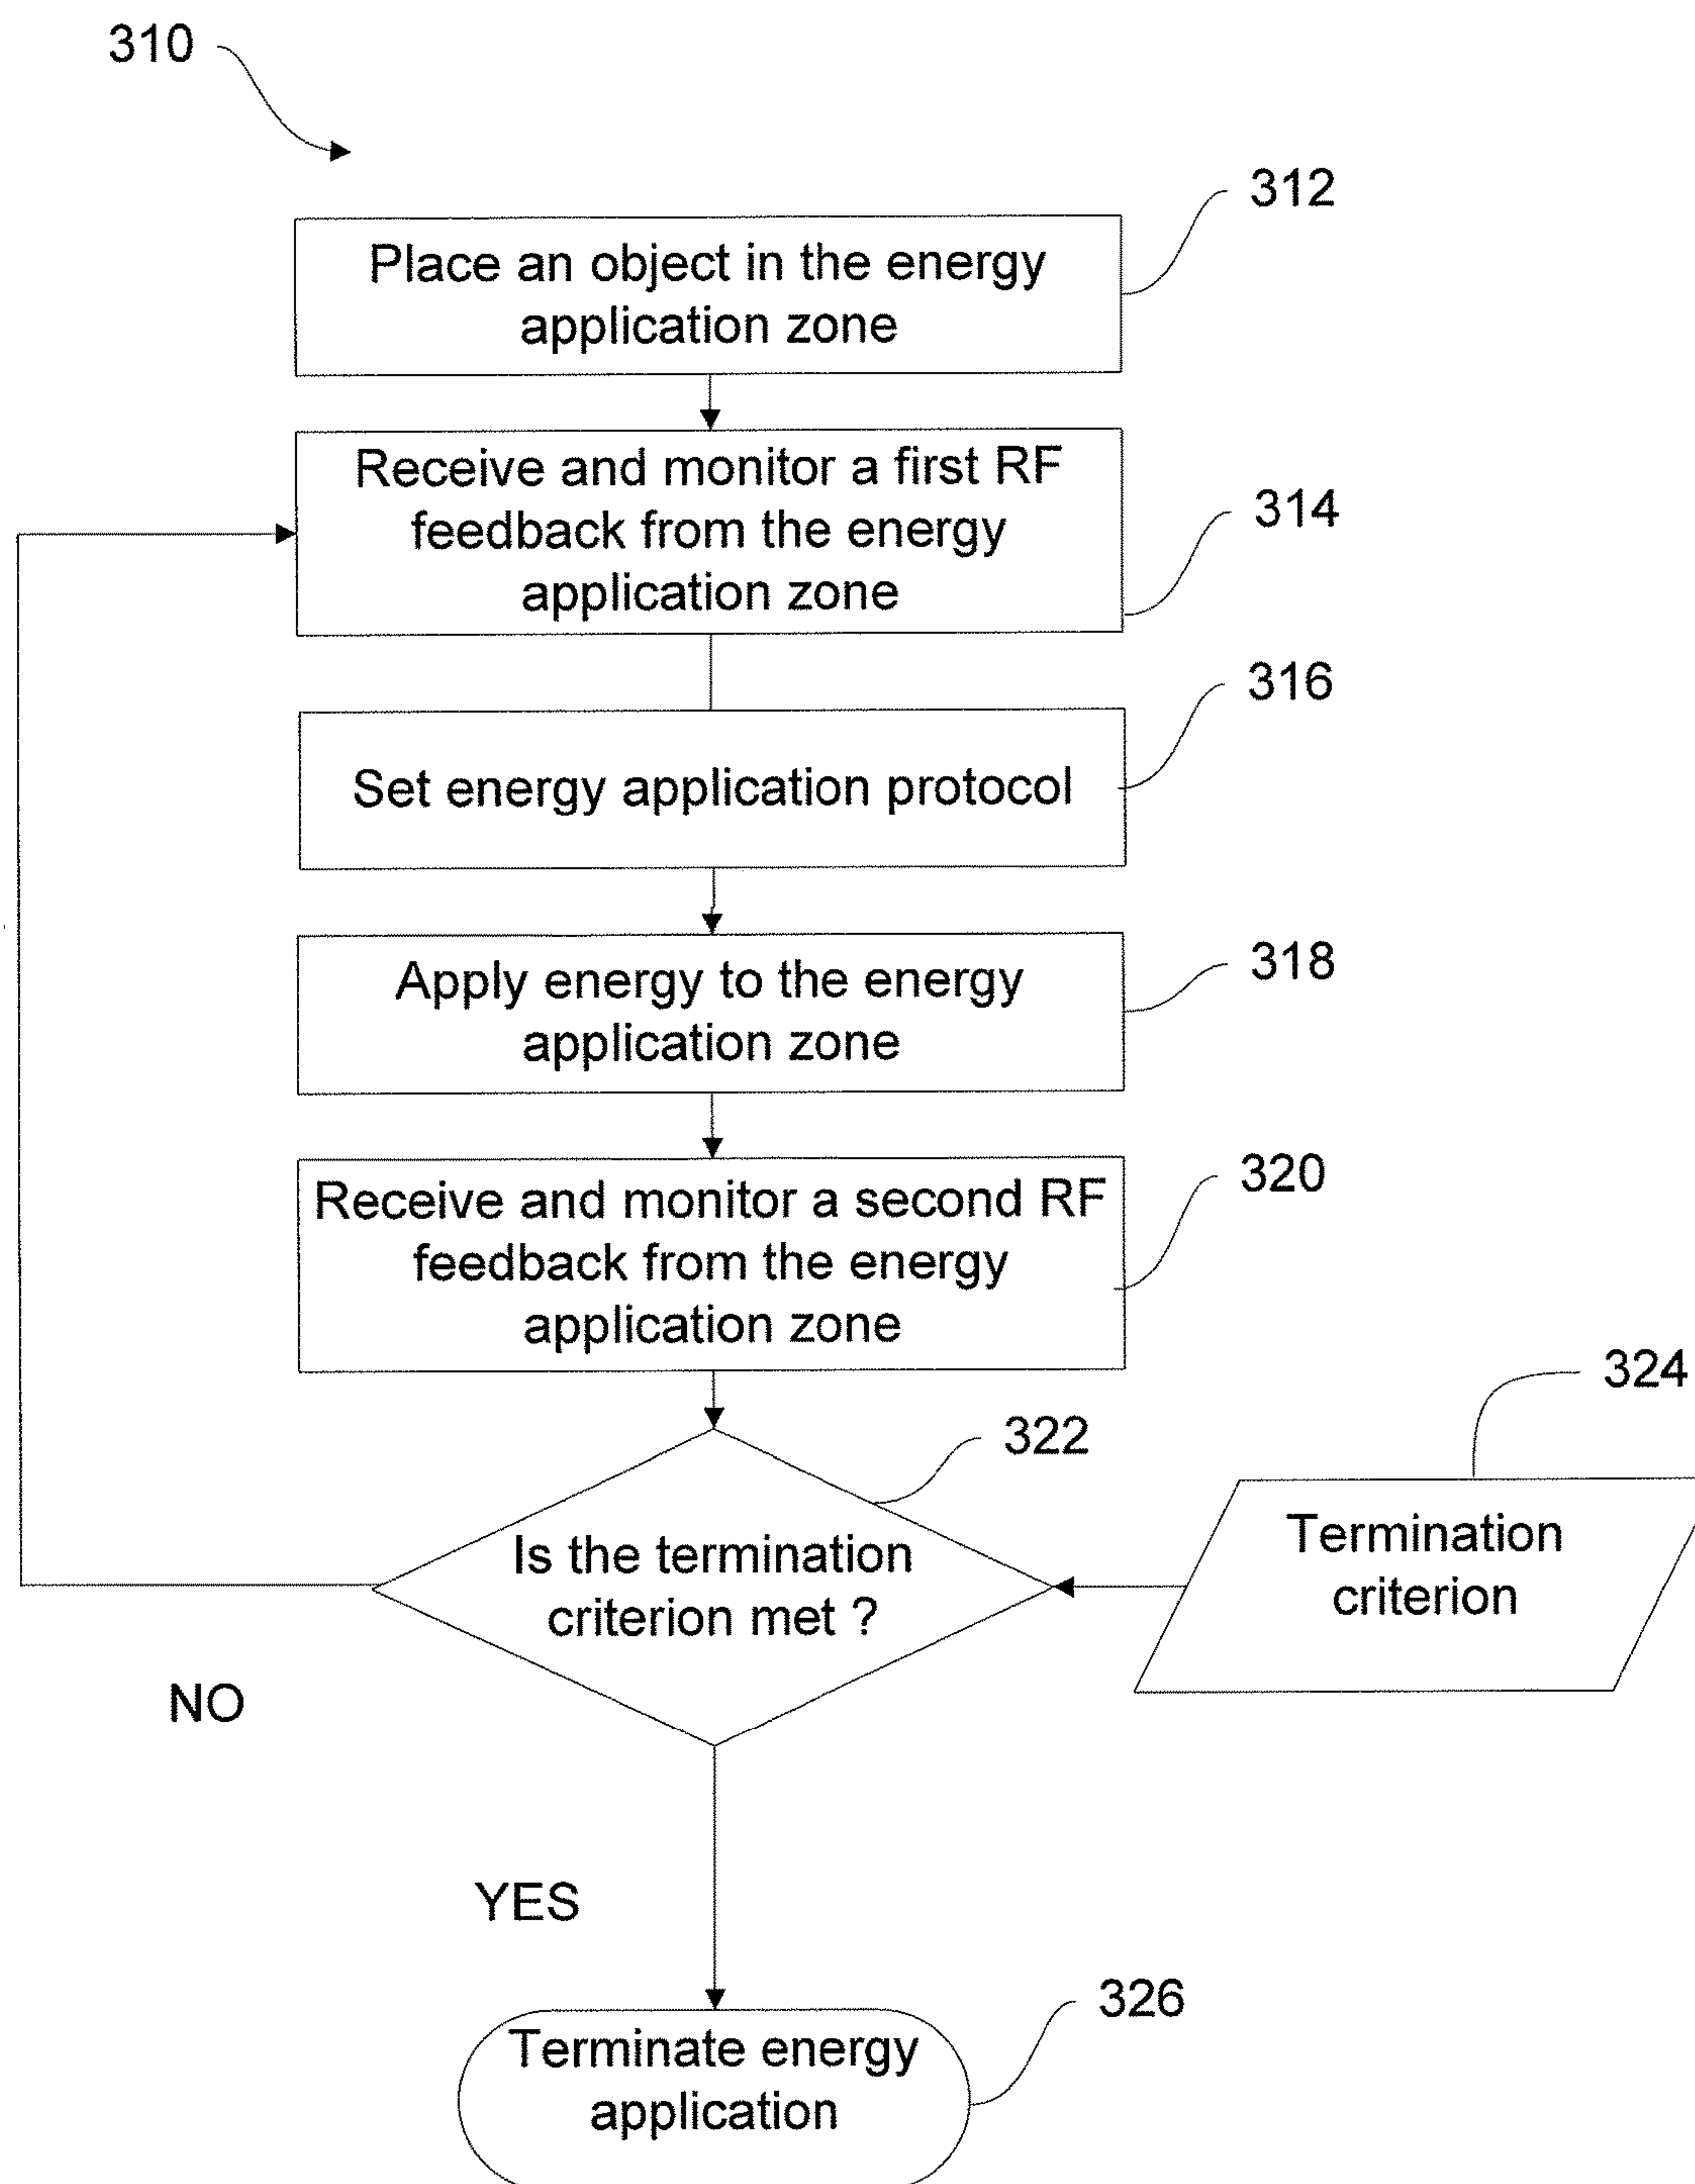 310
312
Place an object in the energy
application zone
Receive and monitor a first RF
feedback from the energy
application zone
314
316
Set energy application protocol
318
Apply energy to the energy
application zone
320
Receive and monitor a second RF
feedback from the energy
application zone
324
322
Termination
criterion
Is the termination
criterion met ?
NO
YES
326
Terminate energy
application